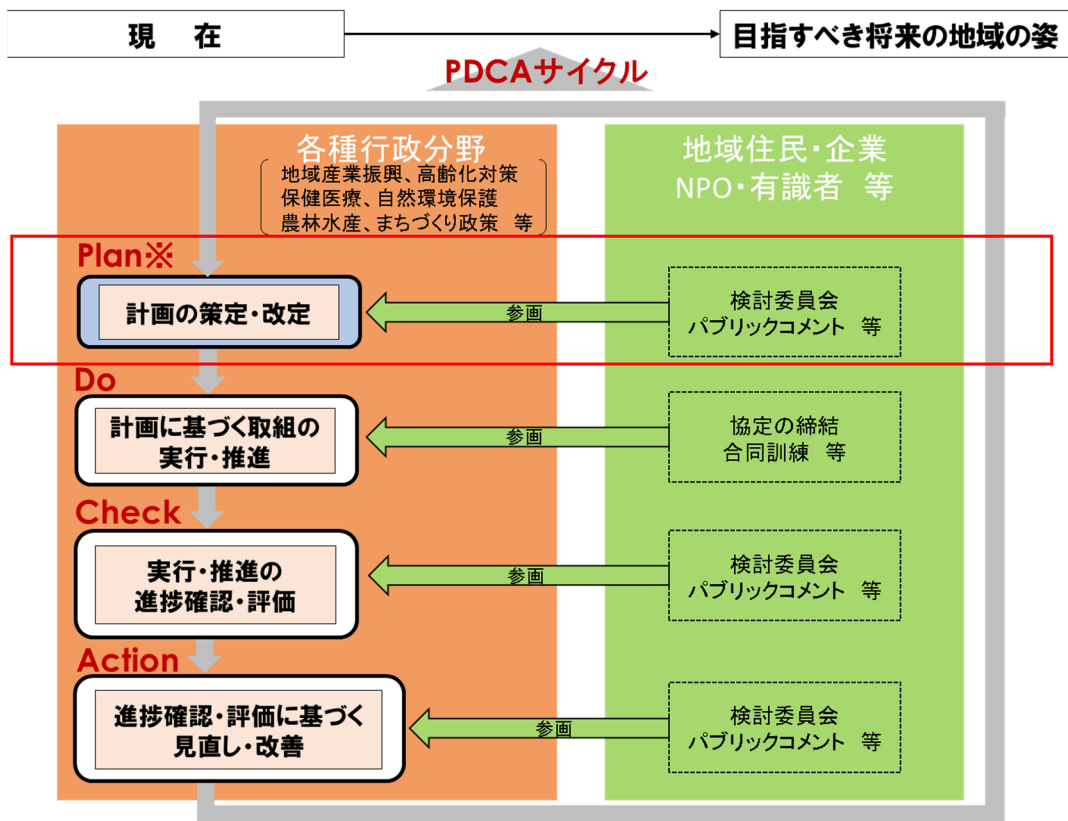 現 在
目指すべき将来の地域の姿
PDCAサイクル
各種行政分野
地域産業振興、高齢化対策
保健医療、自然環境保護
農林水産、まちづくり政策 等
地域住民・企業
NPO・有識者 等
Plan※
計画の策定・改定
参画
検討委員会
パブリックコメント 等
Do
計画に基づく取組の
実行・推進
参画
協定の締結
合同訓練 等
Check
実行・推進の
進捗確認・評価
参画
検討委員会
パブリックコメント 等
Action
進捗確認・評価に基づく
見直し・改善
参画
検討委員会
パブリックコメント 等